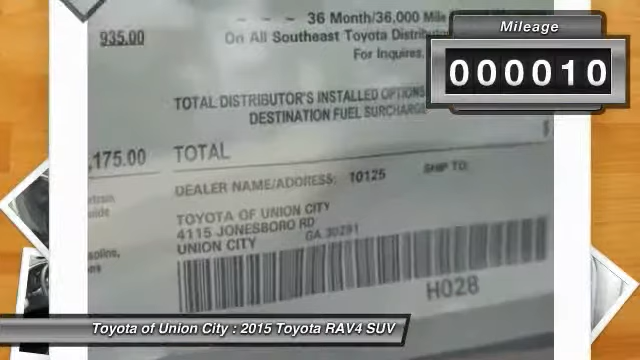 Mileage
000010
36 Month/36,000 Mile
935.00
On All Southeast Toyota
For Inquires,
TOTAL DISTRIBUTOR'S INSTALLED OPTIONS
DESTINATION FUEL SURCHARGE
,175.00 TOTAL
DEALER NAME/ADDRESS: 10125 SHIP TO:
TOYOTA OF UNION CITY
4115 JONESBORO RD
UNION CITY GA 30291
H028
Toyota of Union City : 2015 Toyota RAV4 SUV